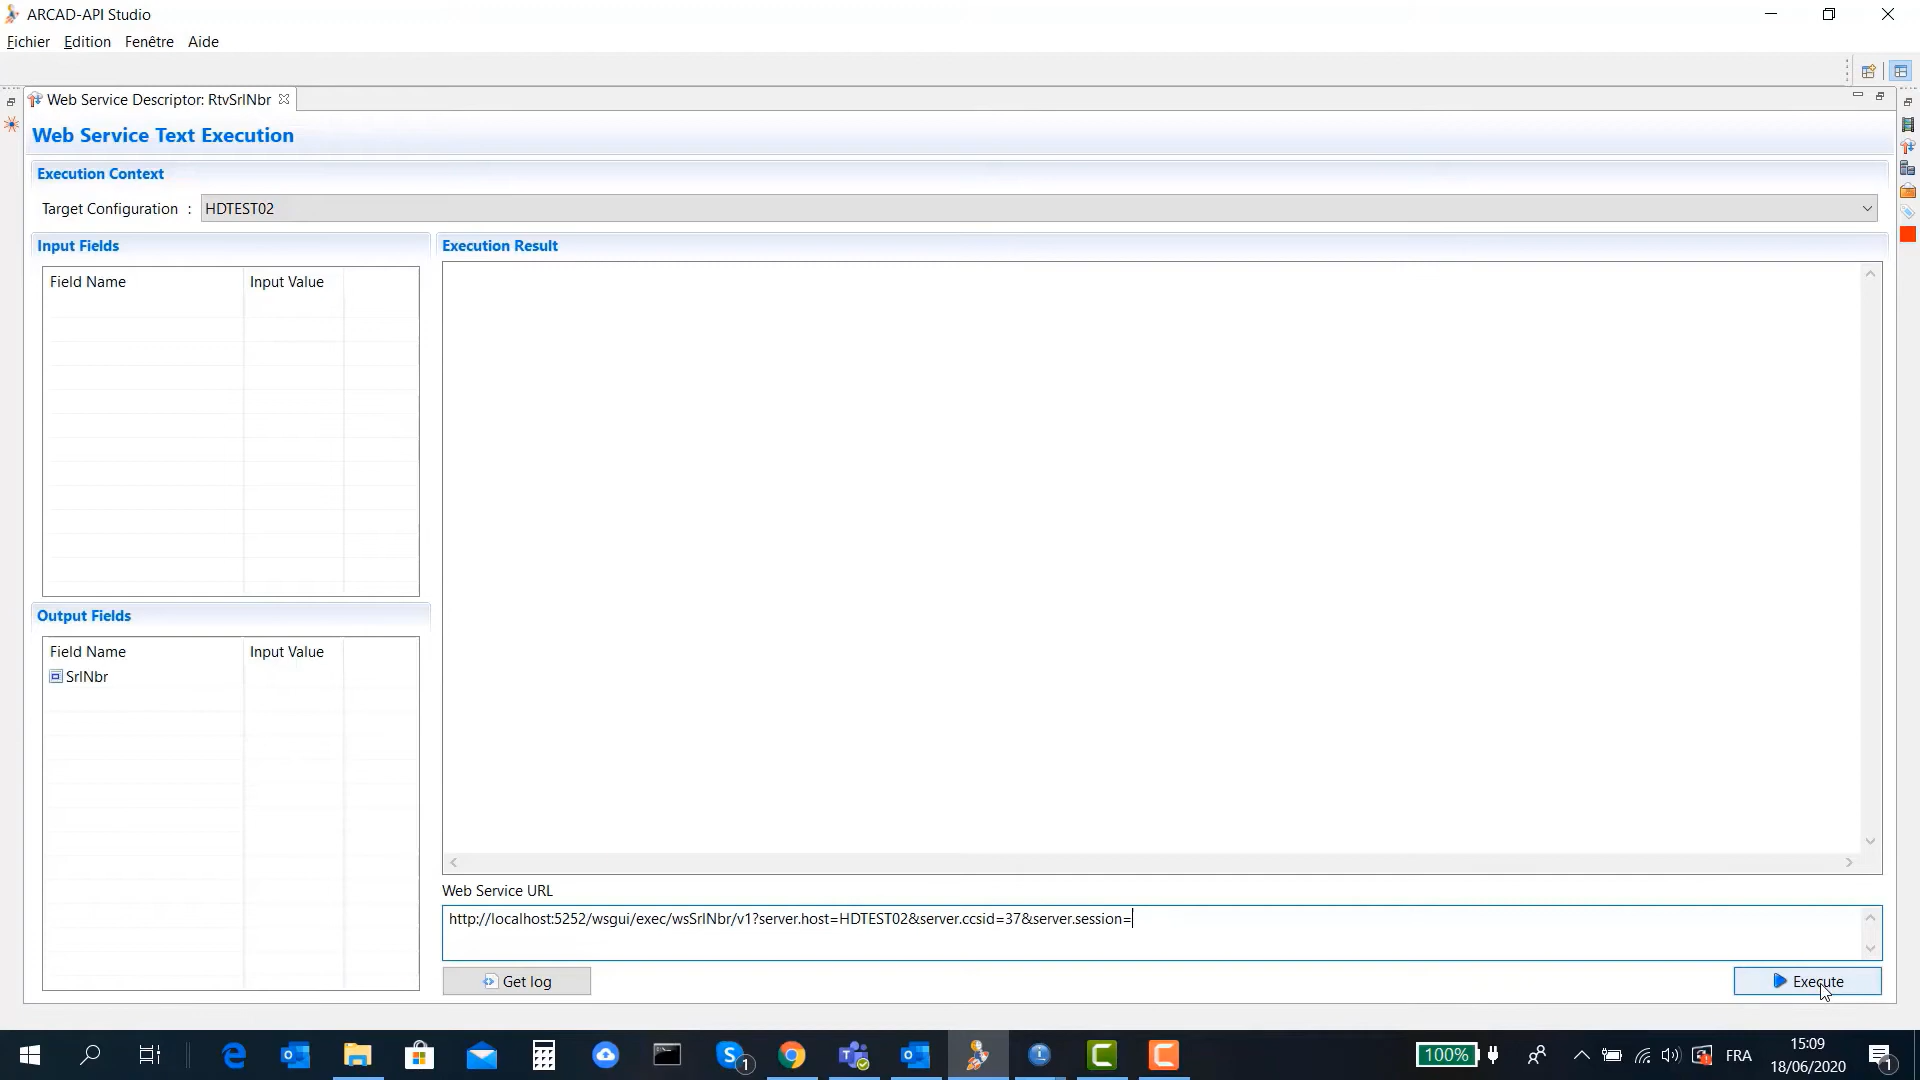 ARCAD-API Studio
Fichier Edition Fenêtre Aide
Web Service Descriptor: RtvSrlNbr
Web Service Text Execution
Execution Context
Target Configuration : HDTEST02
Input Fields
Field Name Input Value
Execution Result
Output Fields
Field Name Input Value
SrlNbr
Web Service URL
http://localhost:5252/wsgui/exec/wsSrlNbr/v1?server.host=HDTEST02&server.ccsid=37&server.session=
Get log
Execute
100%
FRA
15:09
18/06/2020
1
1